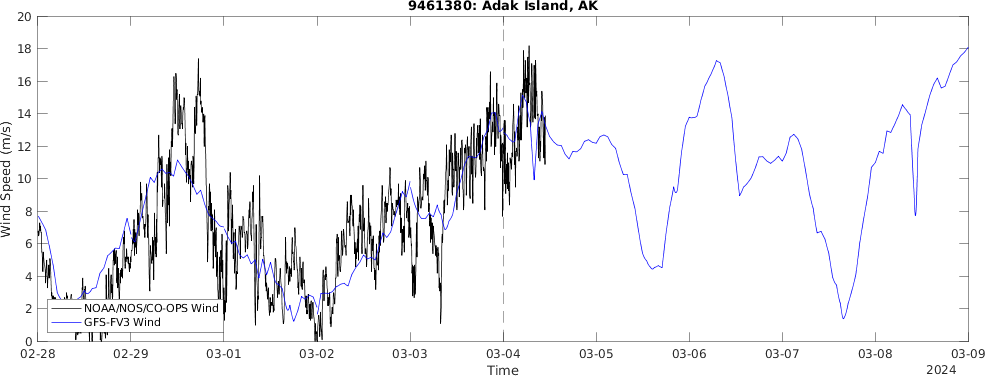 9461380: Adak Island, AK
20
18
16
14
12
10
8
6
4
2
0
Wind Speed (m/s)
NOAA/NOS/CO-OPS Wind
GFS-FV3 Wind
02-28 02-29 03-01 03-02 03-03 03-04 03-05 03-06 03-07 03-08 03-09
Time
2024